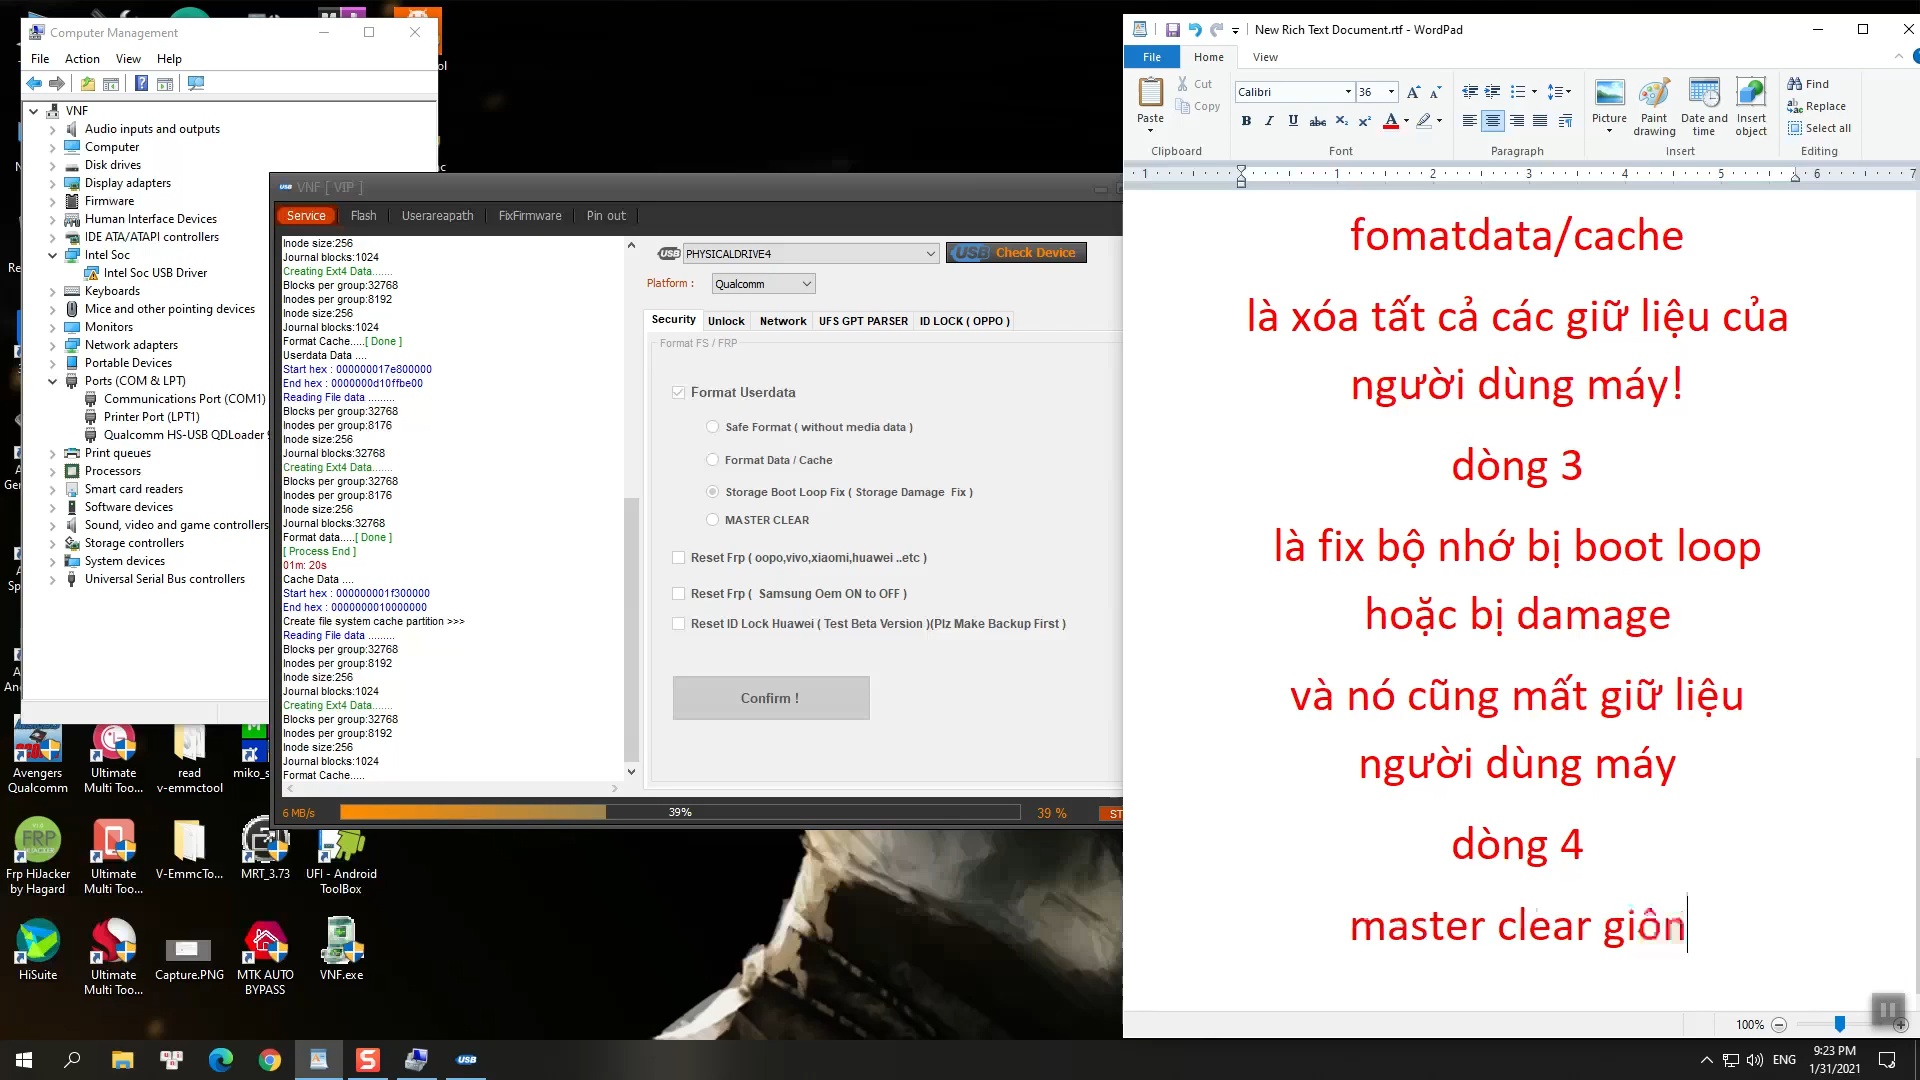 Computer Management
File Action View Help
VNF
Audio inputs and outputs
Computer
Disk drives
Display adapters
Firmware
Human Interface Devices
IDE ATA/ATAPI controllers
Intel Soc
Intel Soc USB Driver
Keyboards
Mice and other pointing devices
Monitors
Network adapters
Portable Devices
Ports (COM & LPT)
Communications Port (COM1)
Printer Port (LPT1)
Qualcomm HS-USB QDLoader
Print queues
Processors
Smart card readers
Software devices
Sound, video and game controllers
Storage controllers
System devices
Universal Serial Bus controllers
VNF [ VIP ]
Service Flash Userareapath FixFirmware Pin out
Inode size:256
Journal blocks:1024
Creating Ext4 Data.......
Blocks per group:32768
Inodes per group:8192
Inode size:256
Journal blocks:1024
Format Cache.....[ Done ]
Userdata Data ....
Start hex : 000000017e800000
End hex : 0000000d10ffbe00
Reading File data .........
Blocks per group:32768
Inodes per group:8176
Inode size:256
Journal blocks:32768
Creating Ext4 Data.......
Blocks per group:32768
Inodes per group:8176
Inode size:256
Journal blocks:32768
Format data.....[ Done ]
[ Process End ]
01m: 20s
Cache Data ....
Start hex : 000000001f300000
End hex : 0000000010000000
Create file system cache partition >>>
Reading File data .........
Blocks per group:32768
Inodes per group:8192
Inode size:256
Journal blocks:1024
Creating Ext4 Data.......
Blocks per group:32768
Inodes per group:8192
Inode size:256
Journal blocks:1024
Format Cache.....
6 MB/s 39% 39 % ST
USB PHYSICALDRIVE4 USB Check Device
Platform : Qualcomm
Security Unlock Network UFS GPT PARSER ID LOCK ( OPPO )
Format FS / FRP
Format Userdata
Safe Format ( without media data )
Format Data / Cache
Storage Boot Loop Fix ( Storage Damage Fix )
MASTER CLEAR
Reset Frp ( oopo,vivo,xiaomi,huawei ..etc )
Reset Frp ( Samsung Oem ON to OFF )
Reset ID Lock Huawei ( Test Beta Version )(Plz Make Backup First )
Confirm !
New Rich Text Document.rtf - WordPad
File Home View
Paste Cut Copy
Clipboard
Calibri 36
Font
Paragraph
Picture
Paint drawing
Date and time
Insert object
Insert
Find
Replace
Select all
Editing
1 1 2 3 4 5 7
fomatdata/cache
là xóa tất cả các giữ liệu của
người dùng máy!
dòng 3
là fix bộ nhớ bị boot loop
hoặc bị damage
và nó cũng mất giữ liệu
người dùng máy
dòng 4
master clear giôn
100%
Avengers Qualcomm
Ultimate Multi Too...
read v-emmctool
miko_s
Frp HiJacker by Hagard
Ultimate Multi Too...
V-EmmcTo...
MRT_3.73
UFI - Android ToolBox
HiSuite
Ultimate Multi Too...
Capture.PNG
MTK AUTO BYPASS
VNF.exe
ENG
9:23 PM
1/31/2021